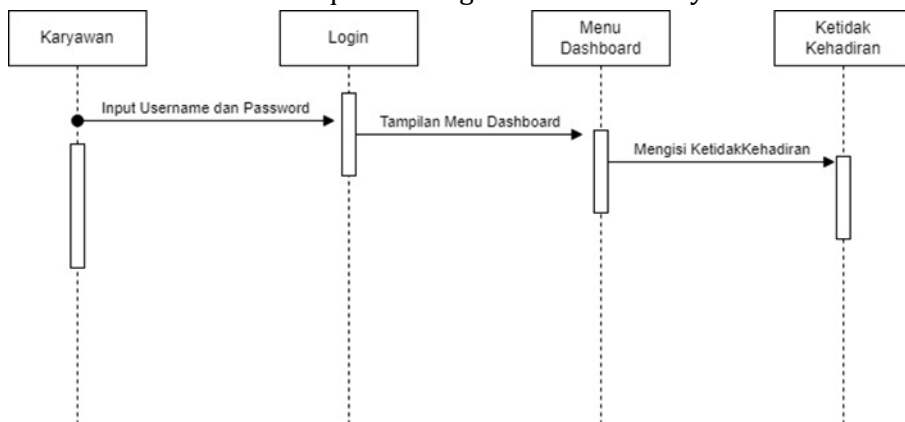 Karyawan
Login
Menu
Dashboard
Ketidak
Kehadiran
Input Username dan Password
Tampilan Menu Dashboard
Mengisi KetidakKehadiran